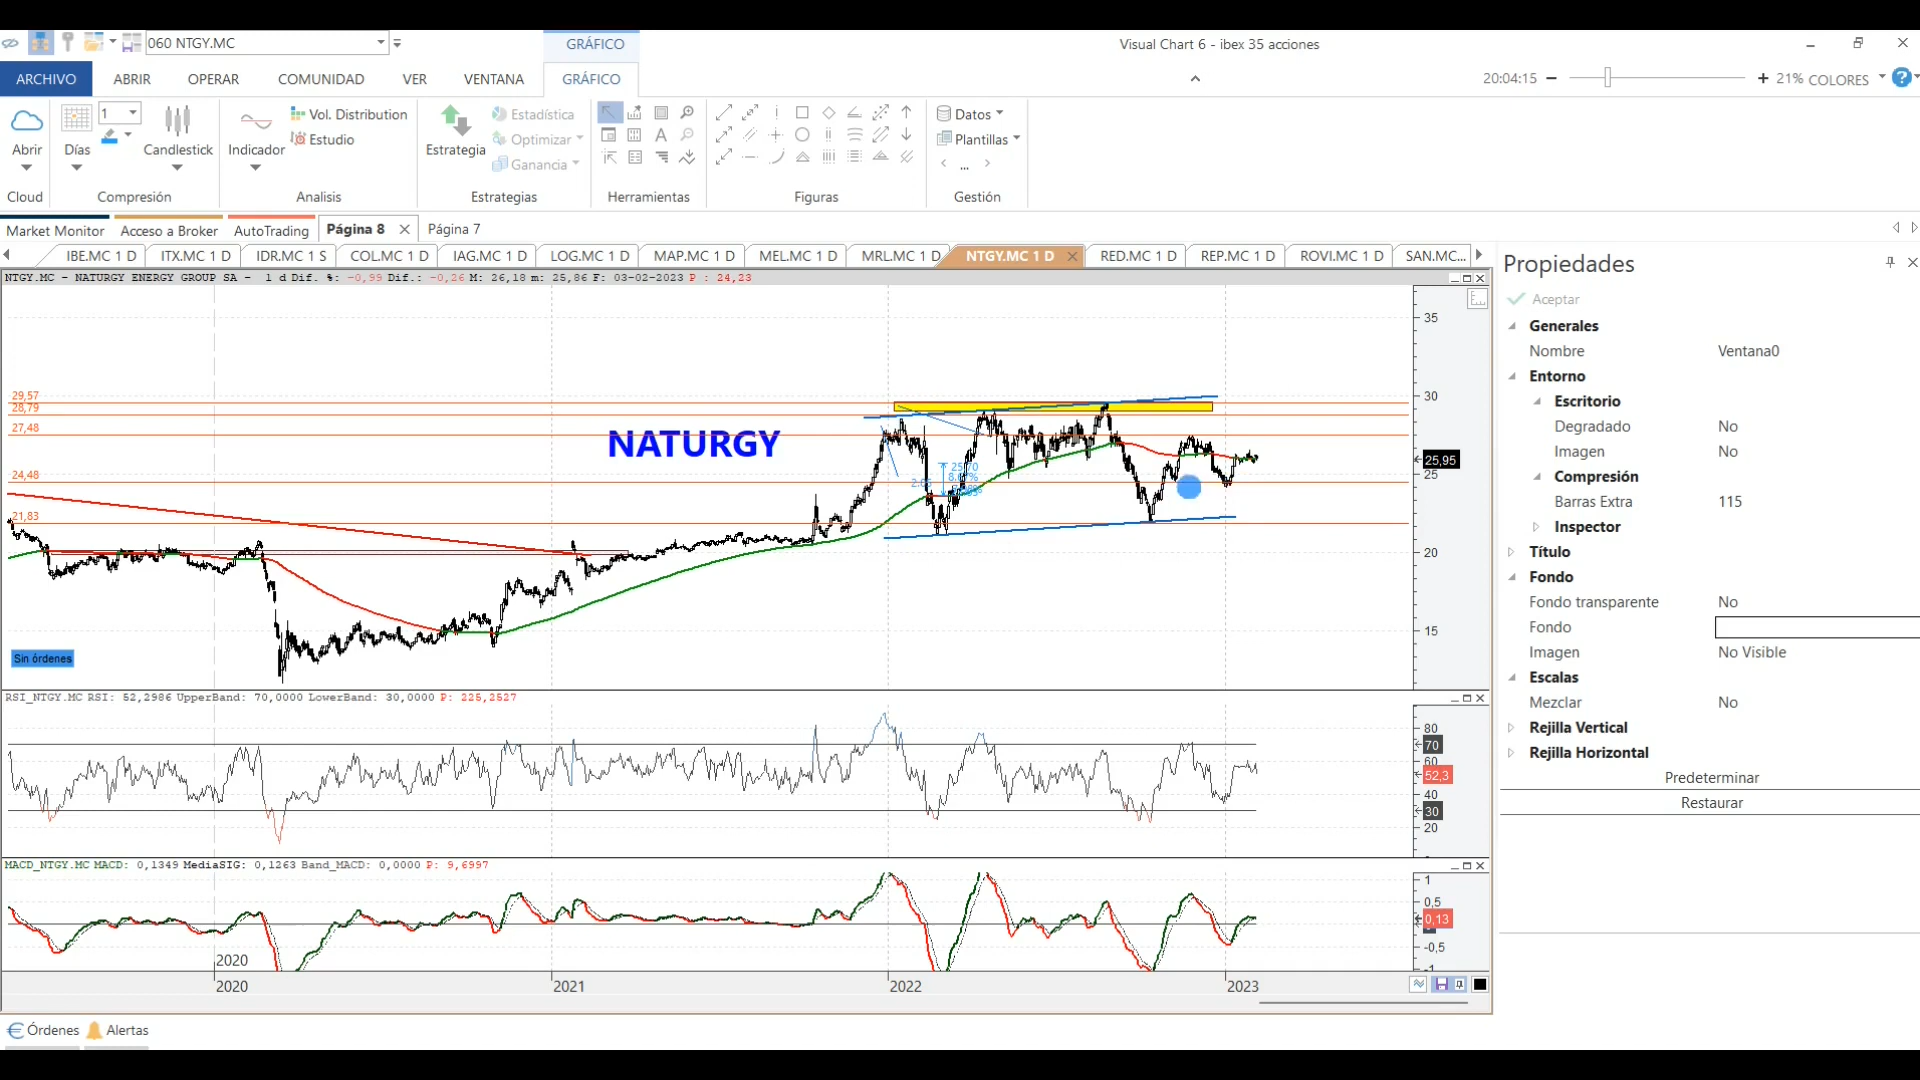 060 NTGY.MC
GRÁFICO
Visual Chart 6 - ibex 35 acciones
ARCHIVO ABRIR OPERAR COMUNIDAD VER VENTANA GRÁFICO
20:04:15 21% COLORES
Abrir
Cloud
Días
1
Candlestick
Compresión
Indicador
Vol. Distribution
Estudio
Analisis
Estrategia
Estadística
Optimizar
Ganancia
Estrategias
Herramientas
Figuras
Datos
Plantillas
...
Gestión
Market Monitor Acceso a Broker AutoTrading Página 8 Página 7
IBE.MC 1 D ITX.MC 1 D IDR.MC 1 S COL.MC 1 D IAG.MC 1 D LOG.MC 1 D MAP.MC 1 D MEL.MC 1 D MRL.MC 1 D NTGY.MC 1 D RED.MC 1 D REP.MC 1 D ROVI.MC 1 D SAN.MC...
NTGY.MC - NATURGY ENERGY GROUP SA - 1 d Dif. %: -0,99 Dif.: -0,26 M: 26,18 m: 25,86 F: 03-02-2023 P : 24,23
35
29,57
30
28,79
27,48
NATURGY
25,95
25
24,48
25,70
21,83
20
15
Sin órdenes
RSI_NTGY.MC RSI: 52,2986 UpperBand: 70,0000 LowerBand: 30,0000 P: 225,2527
80
70
60
52,3
40
30
20
MACD_NTGY.MC MACD: 0,1349 MediaSIG: 0,1263 Band_MACD: 0,0000 P: 9,6997
1
0,5
0,13
-0,5
-1
2020
2020 2021 2022 2023
Propiedades
Aceptar
Generales
Nombre Ventana0
Entorno
Escritorio
Degradado No
Imagen No
Compresión
Barras Extra 115
Inspector
Título
Fondo
Fondo transparente No
Fondo
Imagen No Visible
Escalas
Mezclar No
Rejilla Vertical
Rejilla Horizontal
Predeterminar
Restaurar
Órdenes Alertas